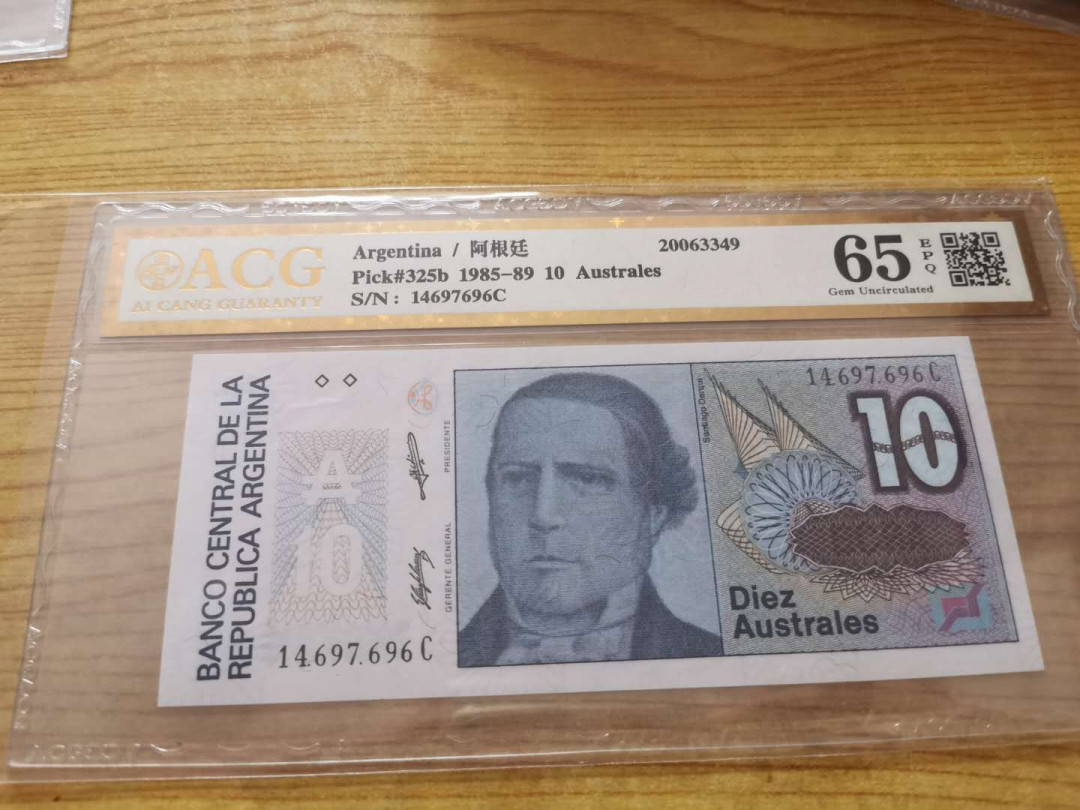 ACG
AI CANG GUARANTY
Argentina / 阿根廷
Pick#325b 1985-89 10 Australes
S/N: 14697696C
20063349
65
EPQ
Gem Uncirculated
BANCO CENTRAL DE LA
REPUBLICA ARGENTINA
A
10
14.697.696 C
PRESIDENTE
GERENTE GENERAL
Santiago Derqui
14.697.696 C
10
Diez
Australes